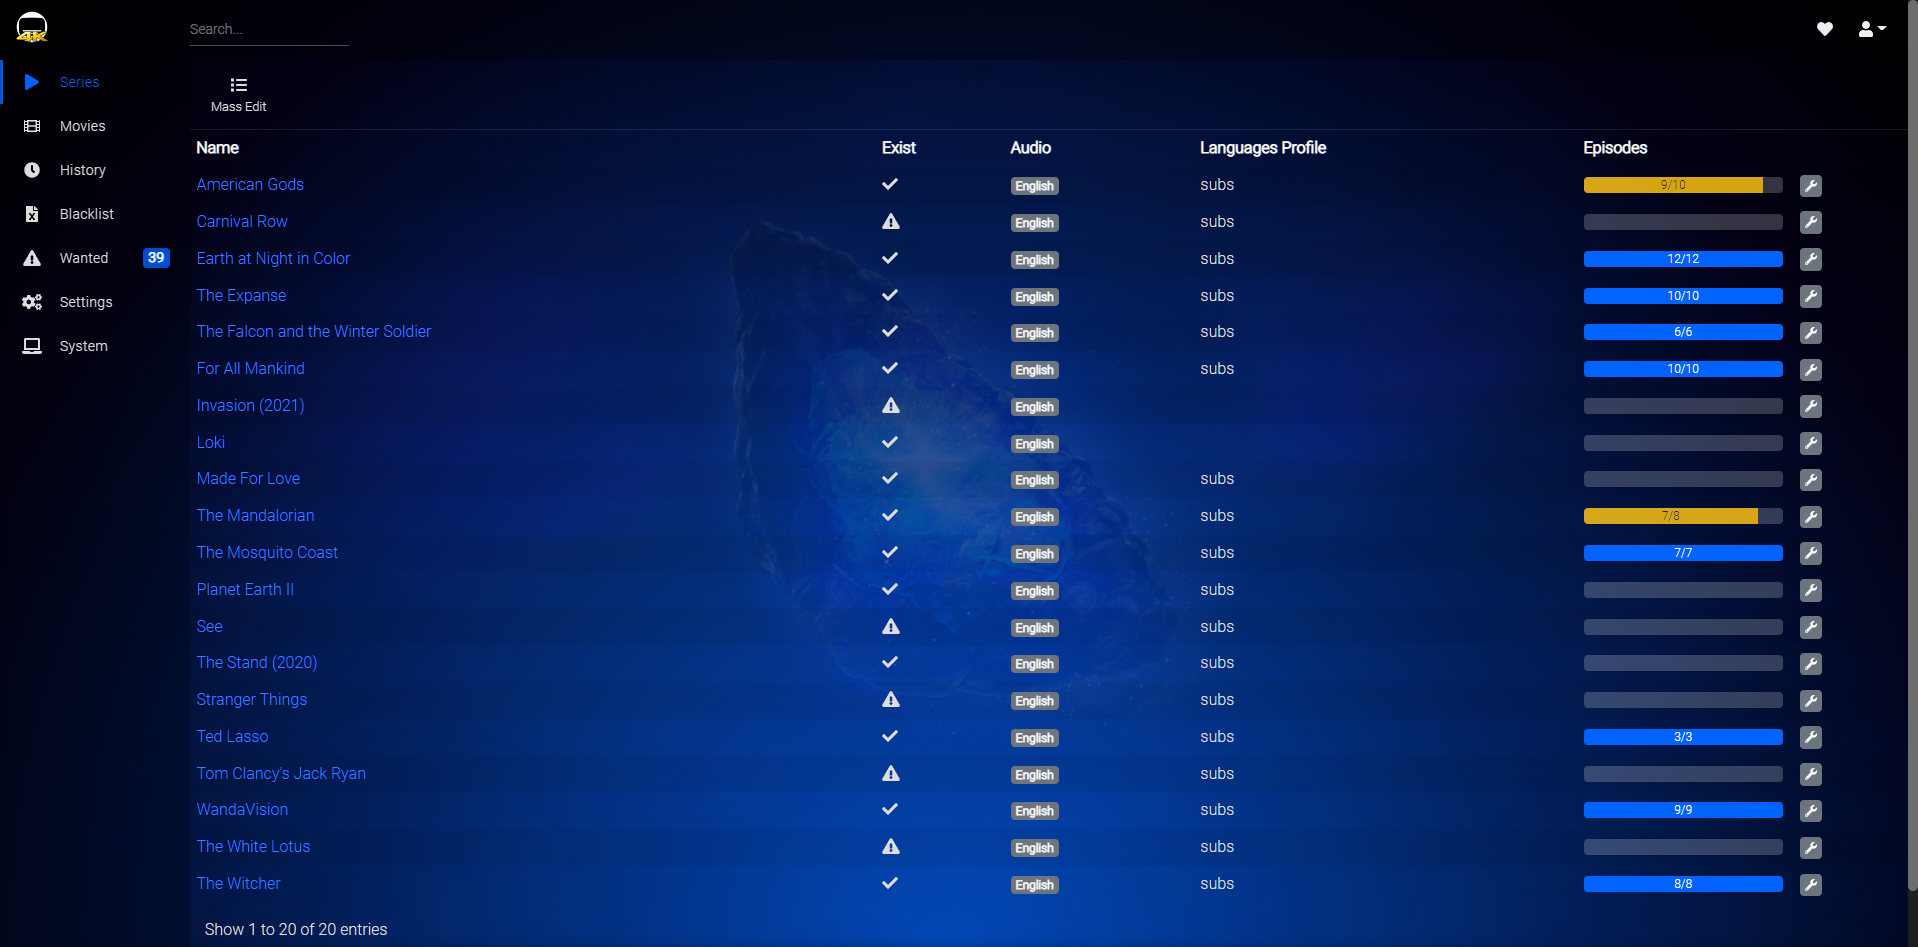 4K
Search...
Series
Movies
History
Blacklist
Wanted 39
Settings
System
Mass Edit
Name Exist Audio Languages Profile Episodes
American Gods English subs 9/10
Carnival Row English subs
Earth at Night in Color English subs 12/12
The Expanse English subs 10/10
The Falcon and the Winter Soldier English subs 6/6
For All Mankind English subs 10/10
Invasion (2021) English
Loki English
Made For Love English subs
The Mandalorian English subs 7/8
The Mosquito Coast English subs 7/7
Planet Earth II English subs
See English subs
The Stand (2020) English subs
Stranger Things English subs
Ted Lasso English subs 3/3
Tom Clancy's Jack Ryan English subs
WandaVision English subs 9/9
The White Lotus English subs
The Witcher English subs 8/8
Show 1 to 20 of 20 entries